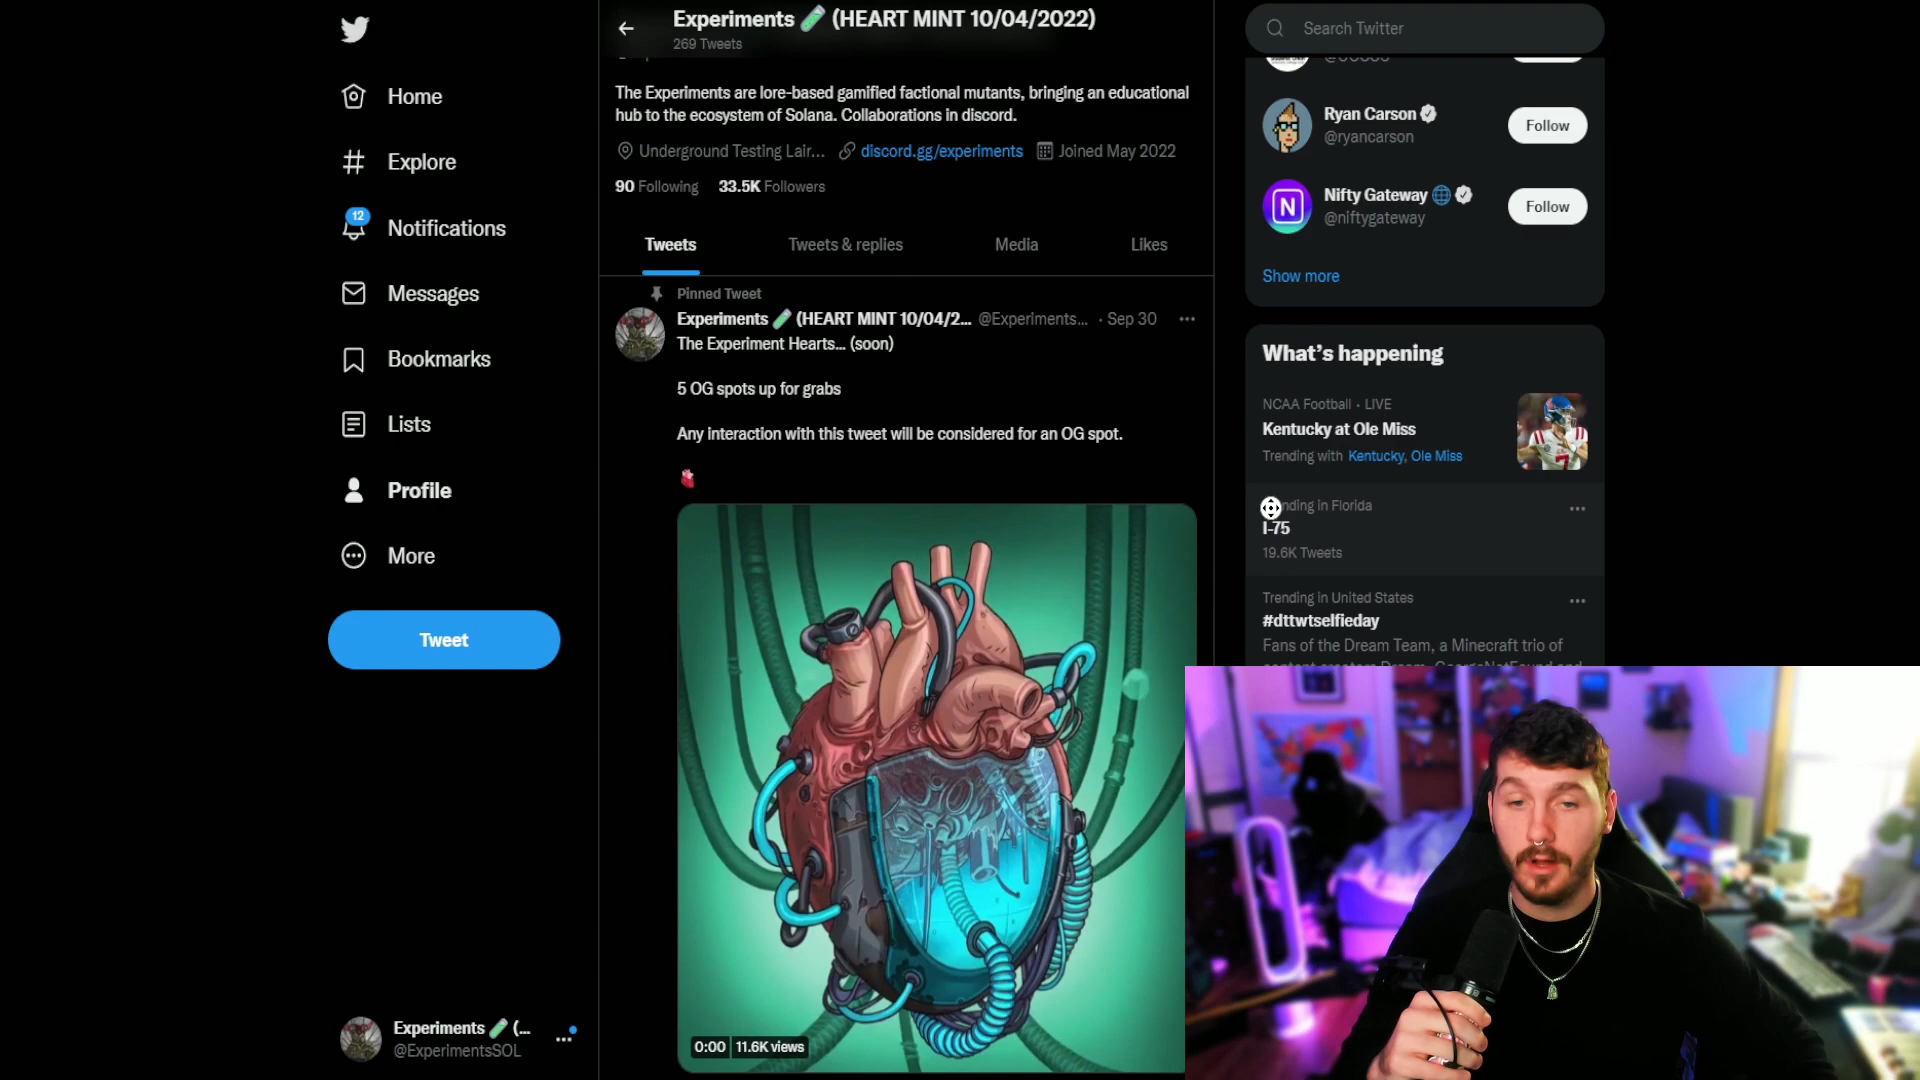 Home
Explore
12
Notifications
Messages
Bookmarks
Lists
Profile
More
Tweet
Experiments 🧪 (...
@ExperimentsSOL
Experiments 🧪 (HEART MINT 10/04/2022)
269 Tweets
The Experiments are lore-based gamified factional mutants, bringing an educational
hub to the ecosystem of Solana. Collaborations in discord.
Underground Testing Lair... discord.gg/experiments Joined May 2022
90 Following 33.5K Followers
Tweets Tweets & replies Media Likes
Pinned Tweet
Experiments 🧪 (HEART MINT 10/04/2... @Experiments... · Sep 30
The Experiment Hearts... (soon)
5 OG spots up for grabs
Any interaction with this tweet will be considered for an OG spot.
🫀
0:00 11.6K views
Search Twitter
Ryan Carson
@ryancarson
Follow
Nifty Gateway 🌐
@niftygateway
Follow
Show more
What's happening
NCAA Football · LIVE
Kentucky at Ole Miss
Trending with Kentucky, Ole Miss
in Florida
I-75
19.6K Tweets
Trending in United States
#dttwtselfieday
Fans of the Dream Team, a Minecraft trio of